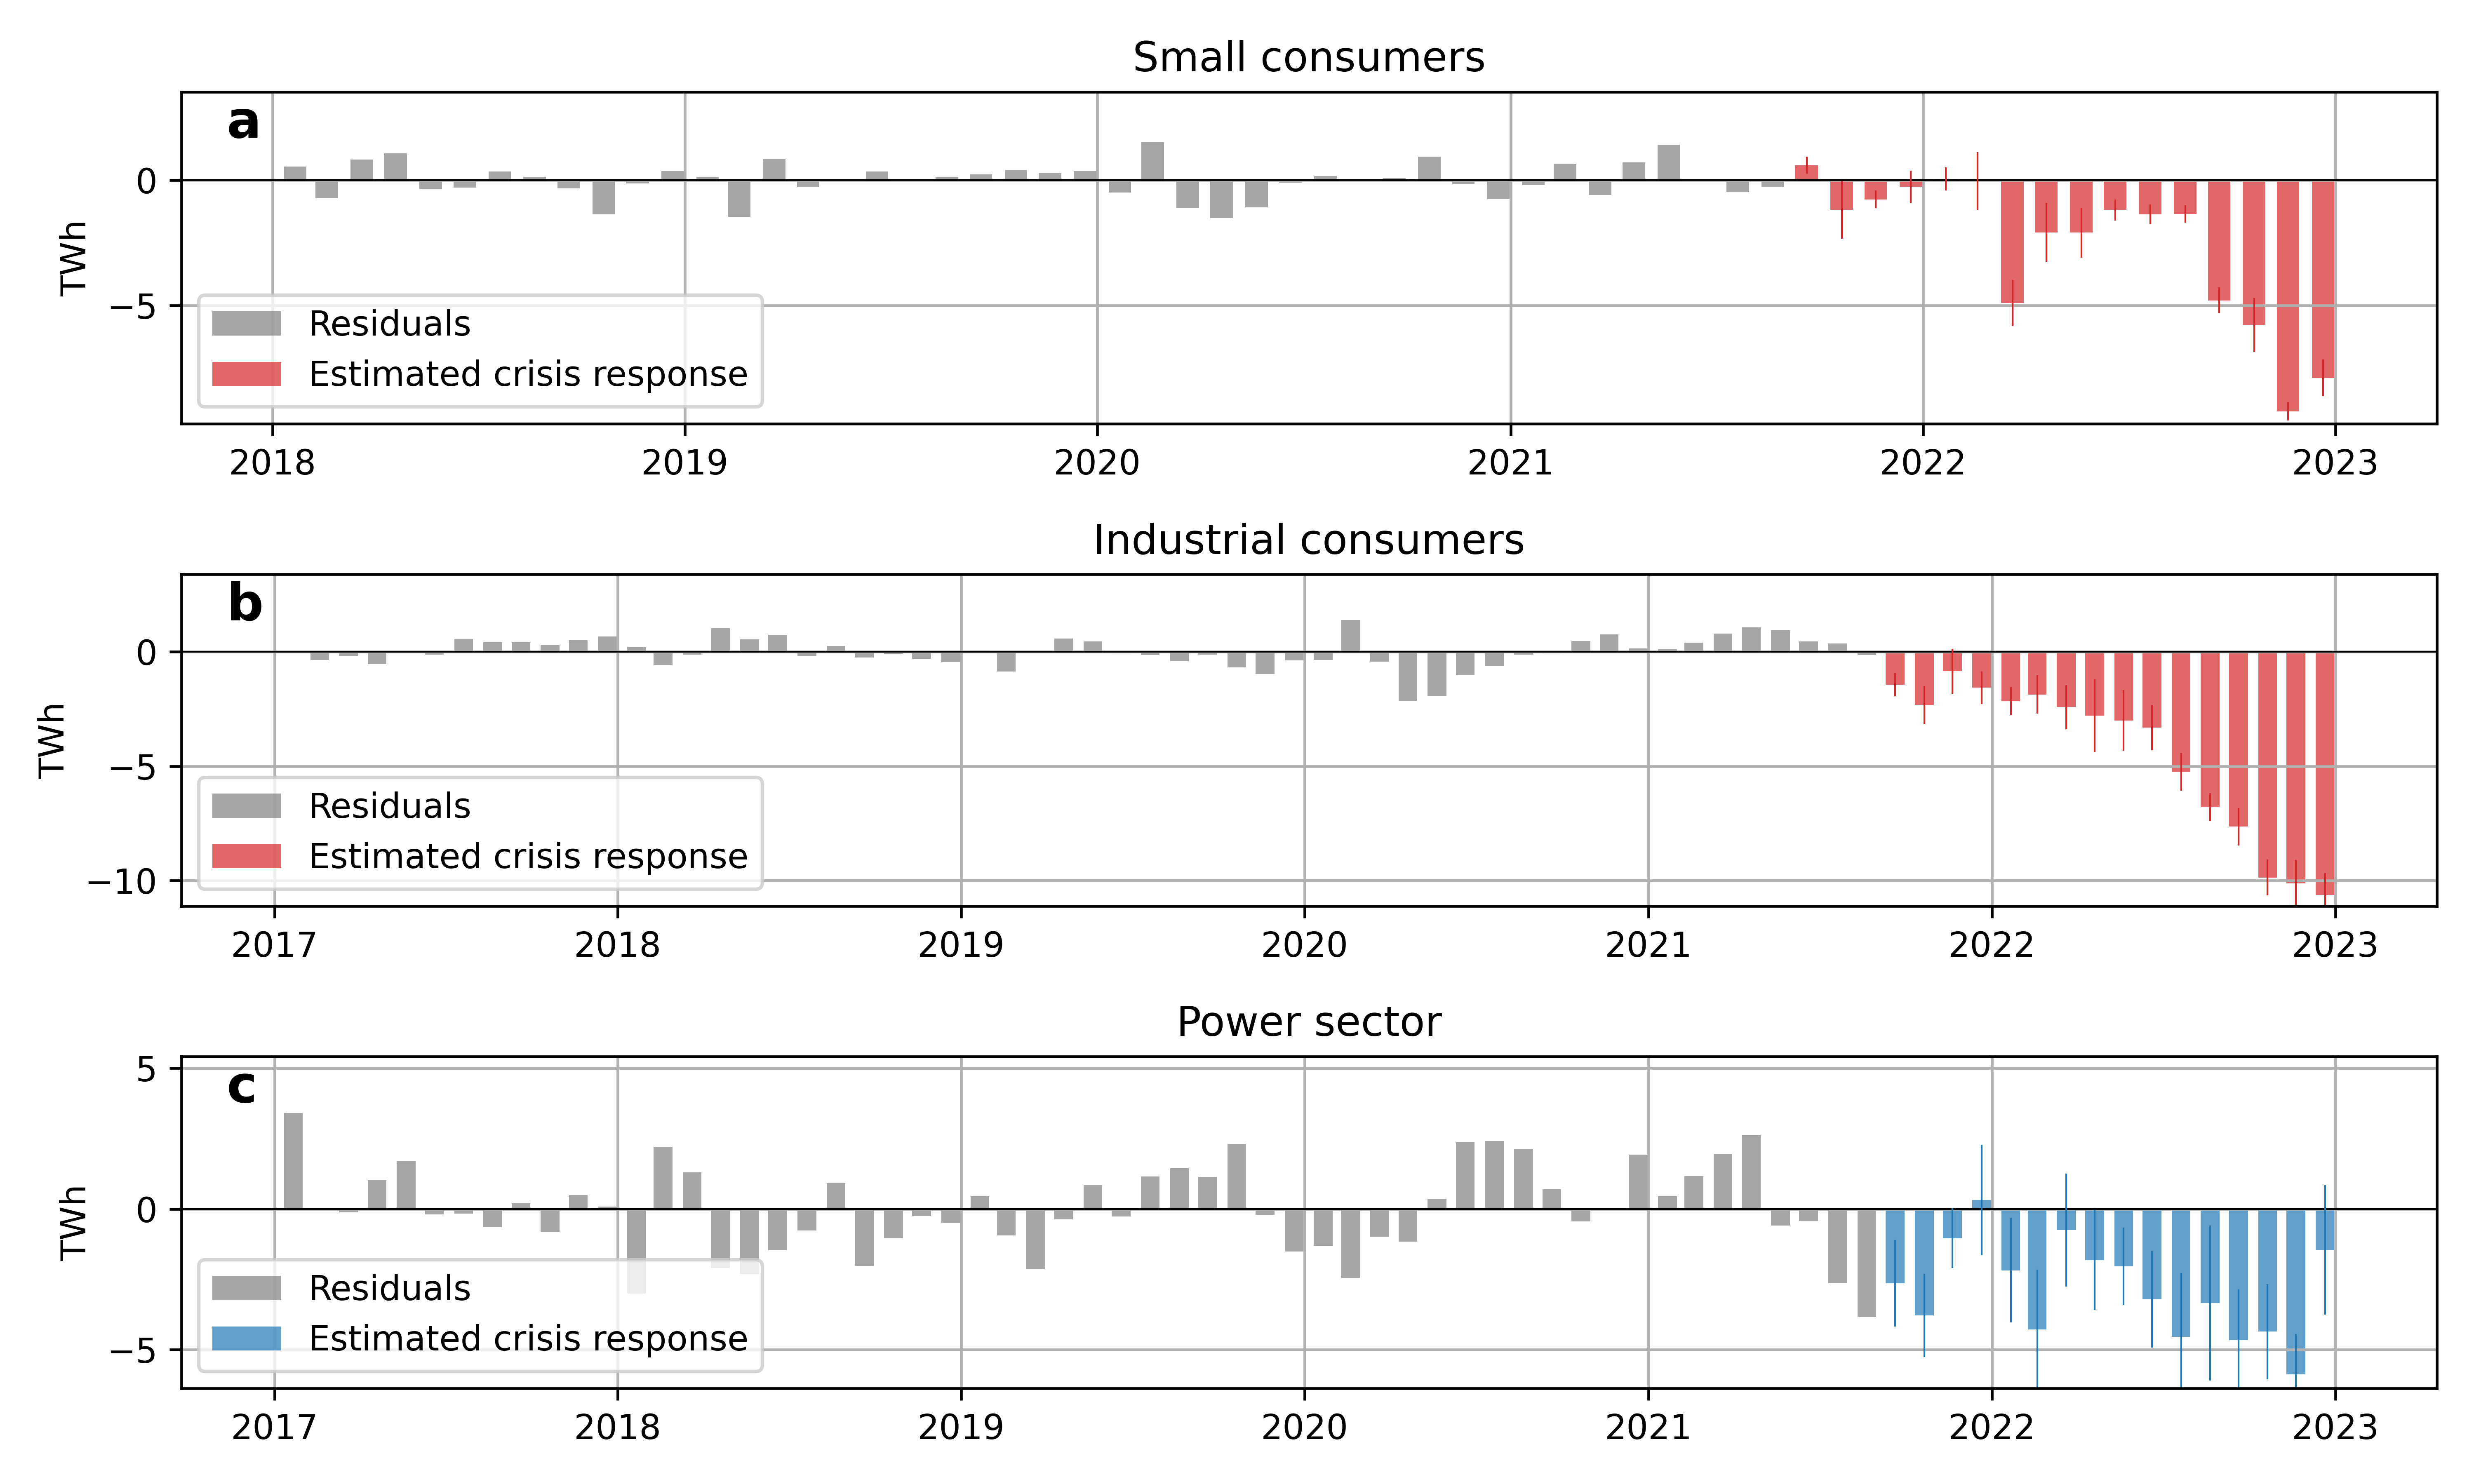 Small consumers
a
0
−5
TWh
Residuals
Estimated crisis response
2018 2019 2020 2021 2022 2023
Industrial consumers
b
0
−5
−10
TWh
Residuals
Estimated crisis response
2017 2018 2019 2020 2021 2022 2023
Power sector
c
5
0
−5
TWh
Residuals
Estimated crisis response
2017 2018 2019 2020 2021 2022 2023